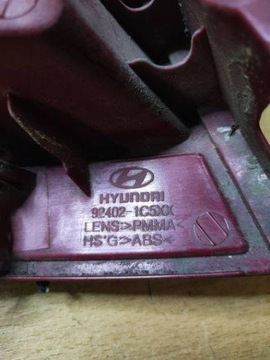 HYUNDAI
92402-1C5XX
LENS:>PMMA<
HS'G>ABS<